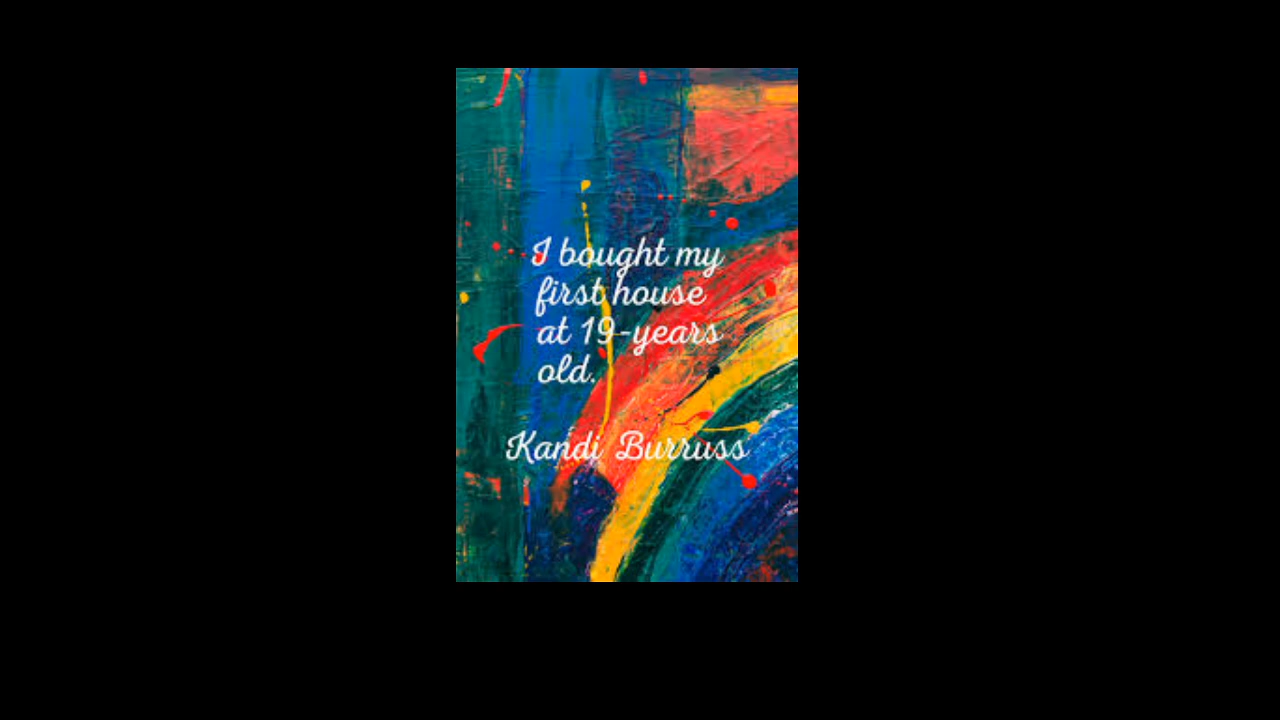 I bought my
first house
at 19-years
old.
Kandi Burruss